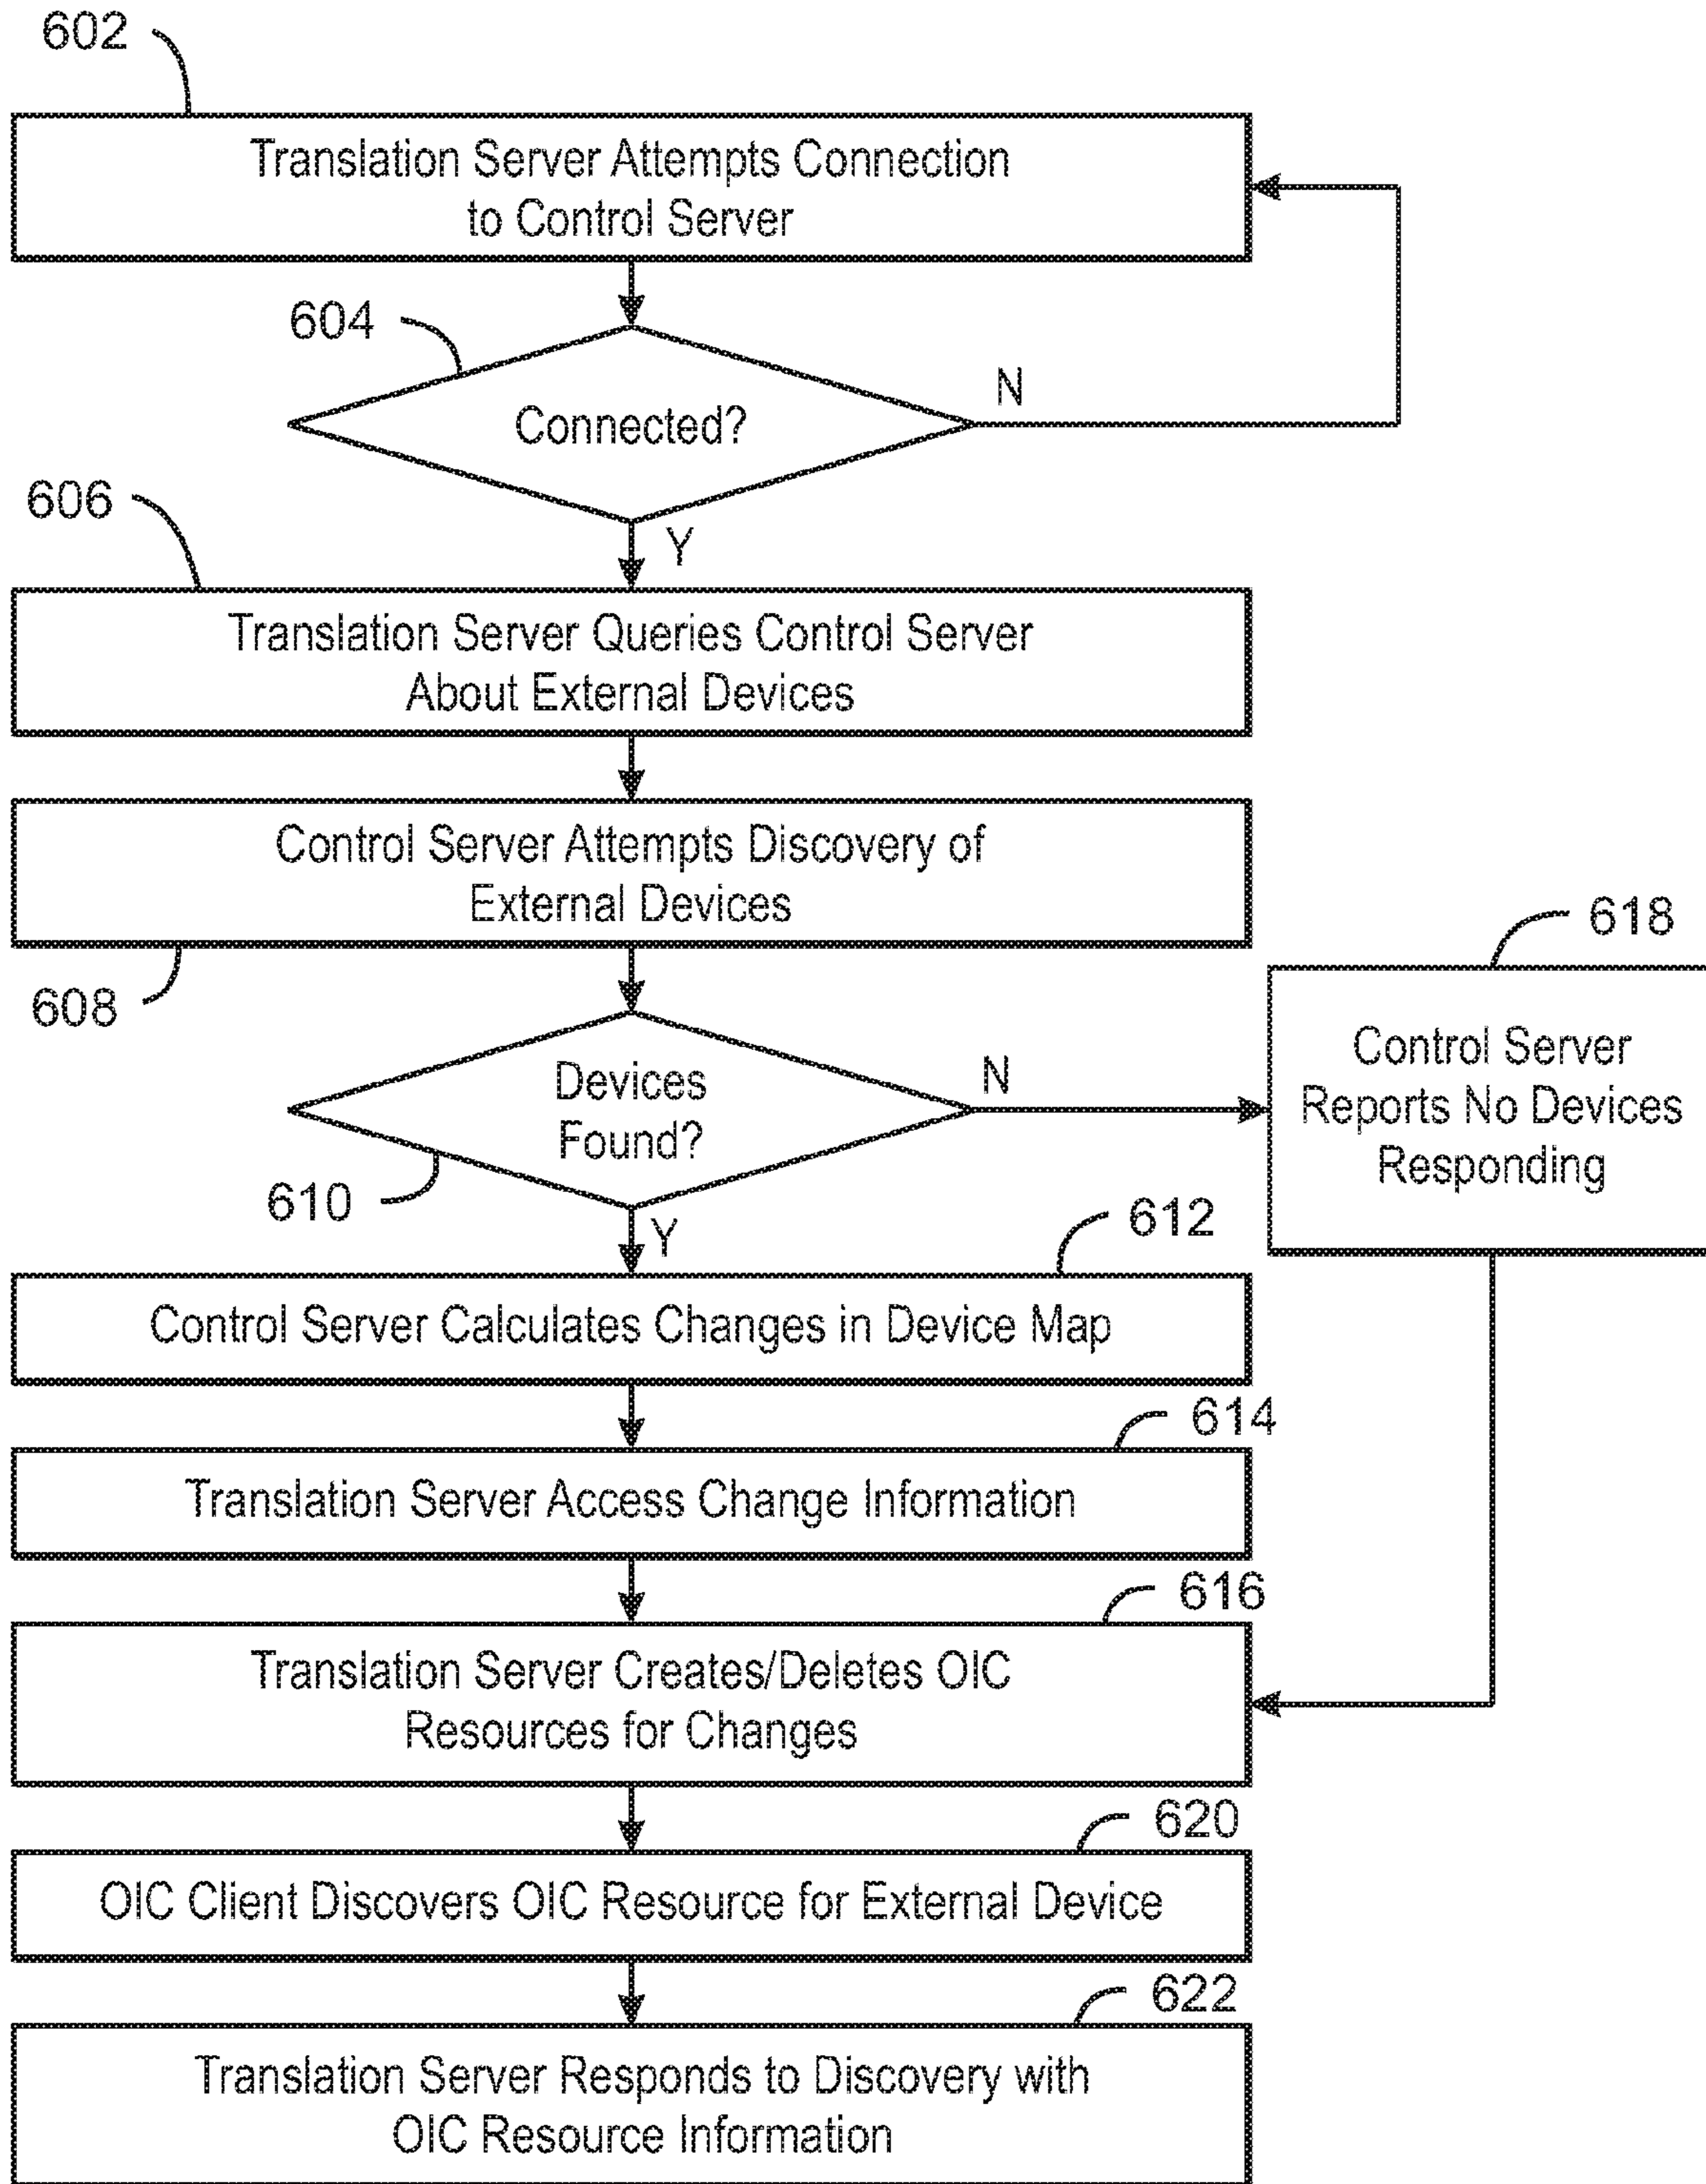 602
Translation Server Attempts Connection
to Control Server
604
Connected?
N
606
Y
Translation Server Queries Control Server
About External Devices
Control Server Attempts Discovery of
External Devices
618
608
Devices
Found?
N
Control Server
Reports No Devices
Responding
610
Y
612
Control Server Calculates Changes in Device Map
614
Translation Server Access Change Information
616
Translation Server Creates/Deletes OIC
Resources for Changes
620
OIC Client Discovers OIC Resource for External Device
622
Translation Server Responds to Discovery with
OIC Resource Information